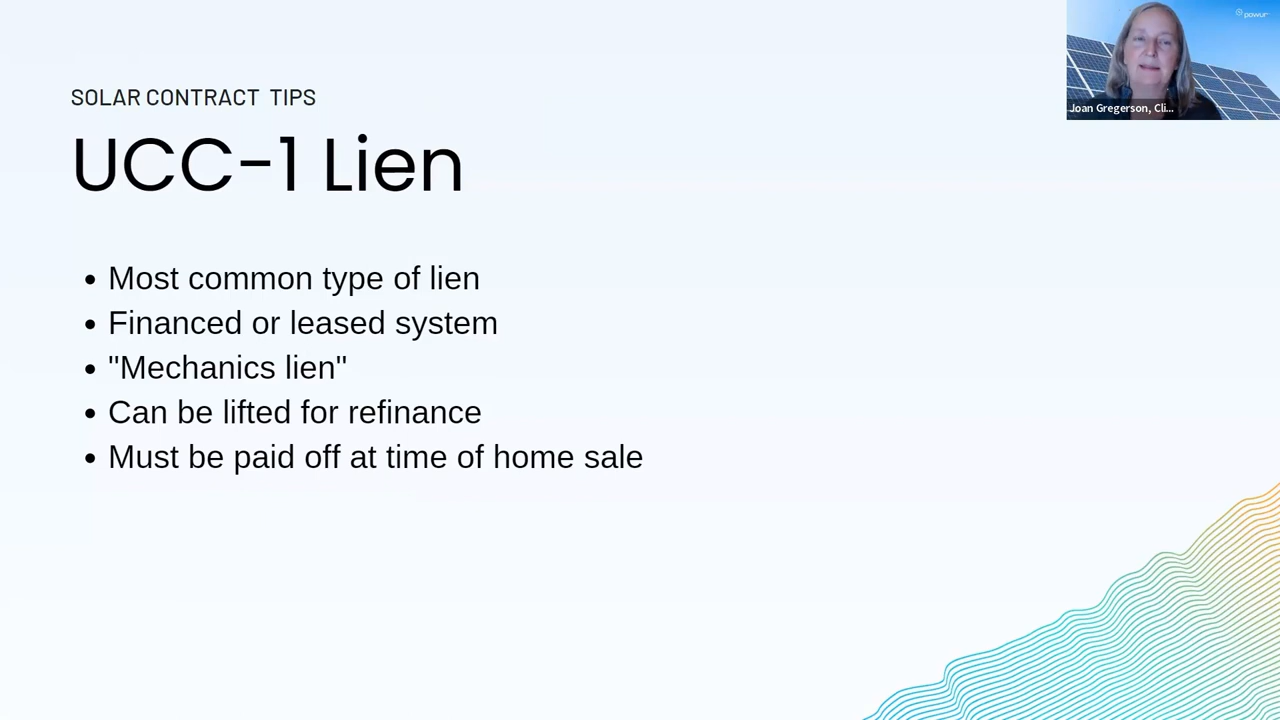 SOLAR CONTRACT TIPS
UCC-1 Lien
• Most common type of lien
• Financed or leased system
• "Mechanics lien"
• Can be lifted for refinance
• Must be paid off at time of home sale
powur
Joan Gregerson, Cli...